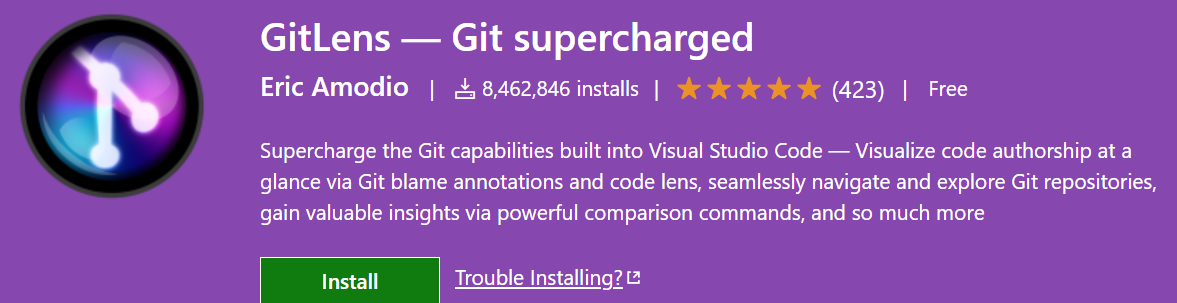 GitLens — Git supercharged
Eric Amodio | 8,462,846 installs | (423) | Free
Supercharge the Git capabilities built into Visual Studio Code — Visualize code authorship at a
glance via Git blame annotations and code lens, seamlessly navigate and explore Git repositories,
gain valuable insights via powerful comparison commands, and so much more
Install Trouble Installing?